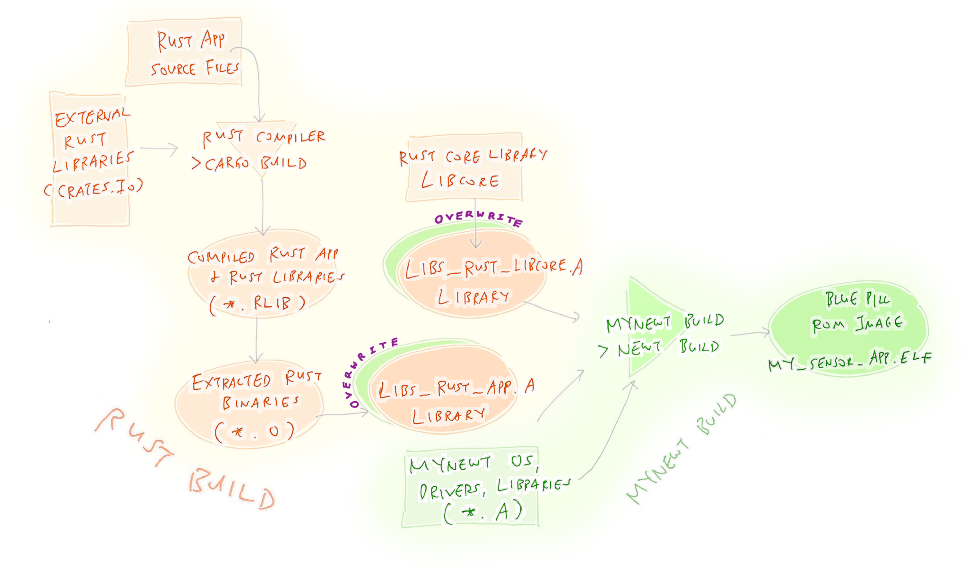 RUST APP
SOURCE FILES
EXTERNAL
RUST
LIBRARIES
(CRATES.IO)
RUST COMPILER
>CARGO BUILD
RUST CORE LIBRARY
LIBCORE
OVERWRITE
COMPILED RUST APP
& RUST LIBRARIES
(*.RLIB)
LIBS_RUST_LIBCORE.A
LIBRARY
MYNEWT BUILD
> NEWT BUILD
BLUE PILL
ROM IMAGE
MY_SENSOR_APP.ELF
OVERWRITE
EXTRACTED RUST
BINARIES
(*.O)
LIBS_RUST_APP.A
LIBRARY
RUST BUILD
MYNEWT OS,
DRIVERS, LIBRARIES
(*.A)
MYNEWT BUILD